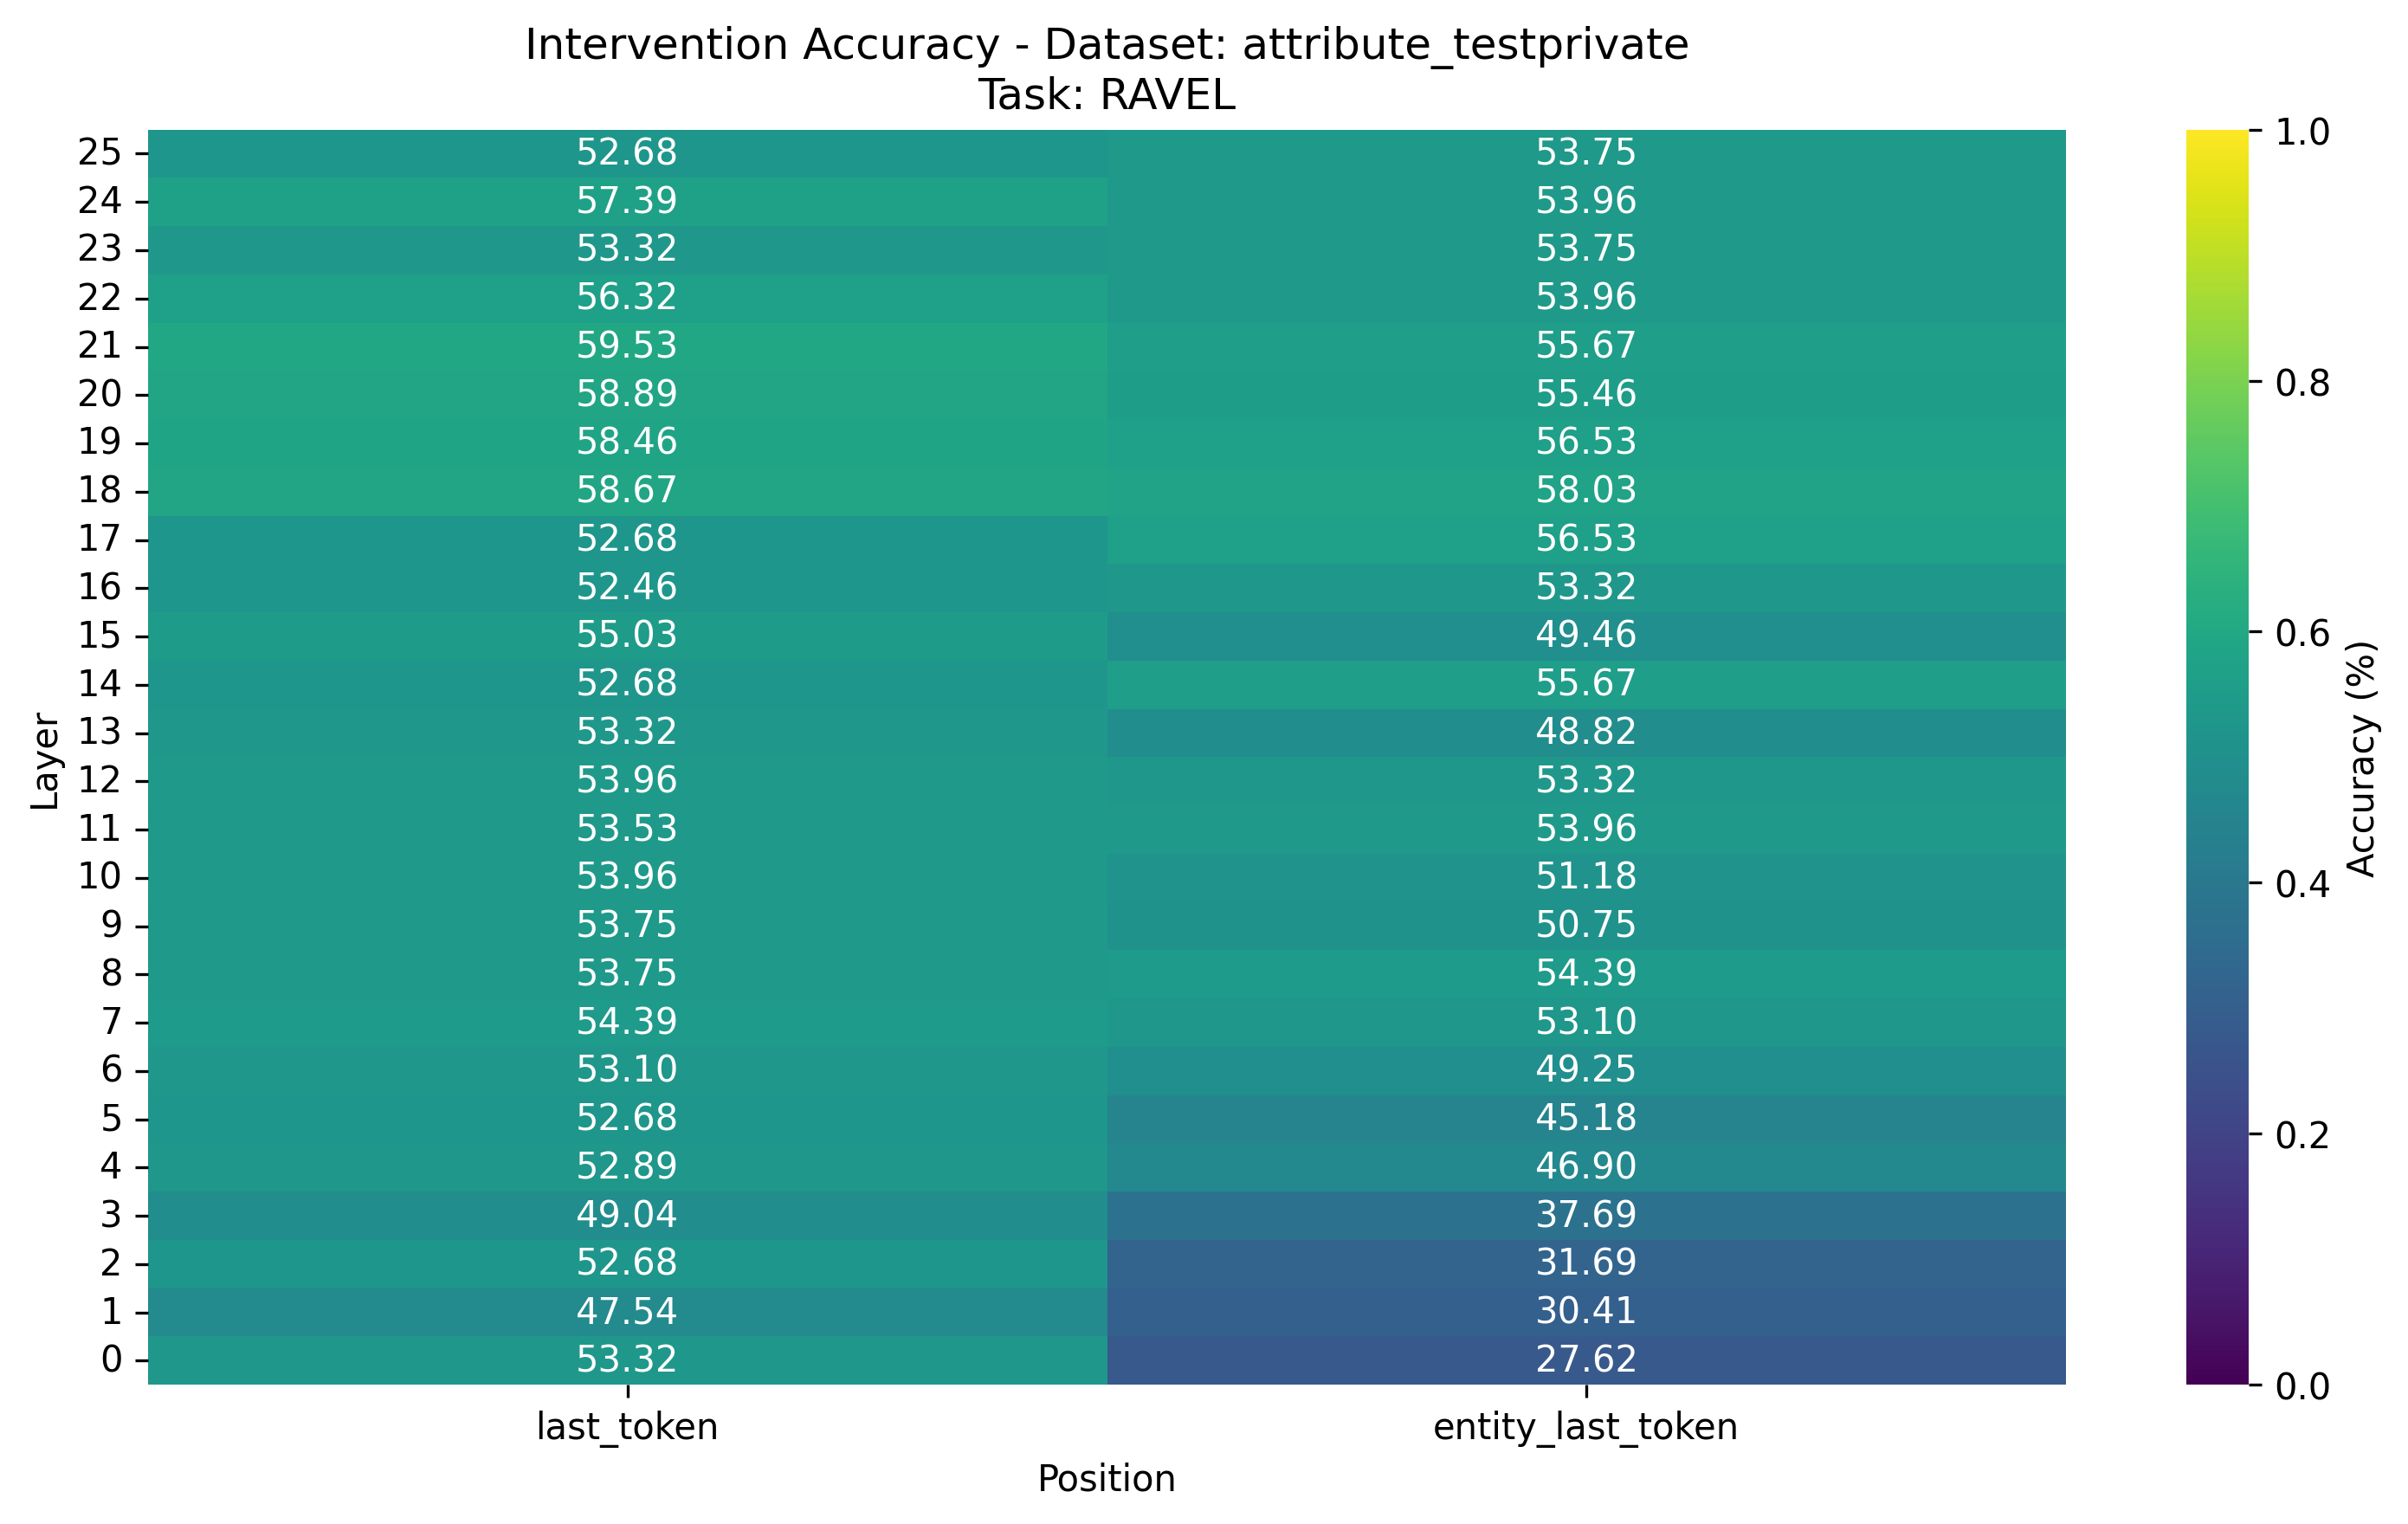 Intervention Accuracy - Dataset: attribute_testprivate
Task: RAVEL
25 52.68 53.75
24 57.39 53.96
23 53.32 53.75
22 56.32 53.96
21 59.53 55.67
20 58.89 55.46
19 58.46 56.53
18 58.67 58.03
17 52.68 56.53
16 52.46 53.32
15 55.03 49.46
14 52.68 55.67
13 53.32 48.82
12 53.96 53.32
11 53.53 53.96
10 53.96 51.18
9 53.75 50.75
8 53.75 54.39
7 54.39 53.10
6 53.10 49.25
5 52.68 45.18
4 52.89 46.90
3 49.04 37.69
2 52.68 31.69
1 47.54 30.41
0 53.32 27.62
last_token entity_last_token
Position
Layer
1.0
0.8
0.6
0.4
0.2
0.0
Accuracy (%)